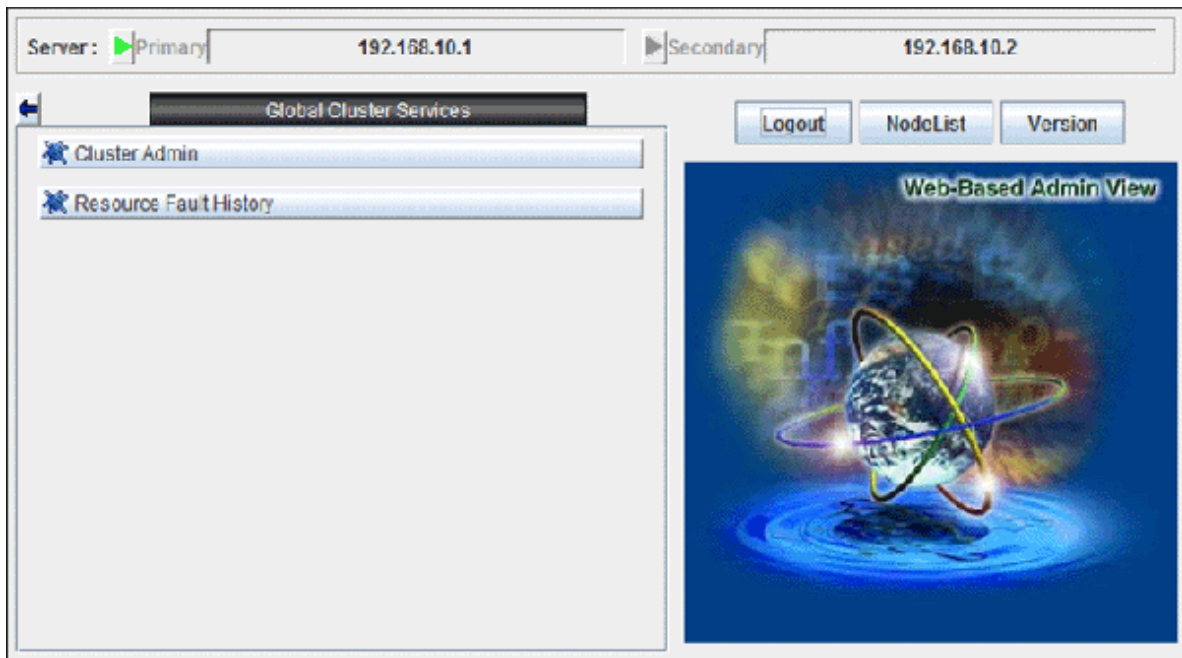 Server : Primary 192.168.10.1 Secondary 192.168.10.2
Global Cluster Services
Logout NodeList Version
Cluster Admin
Resource Fault History
Web-Based Admin View